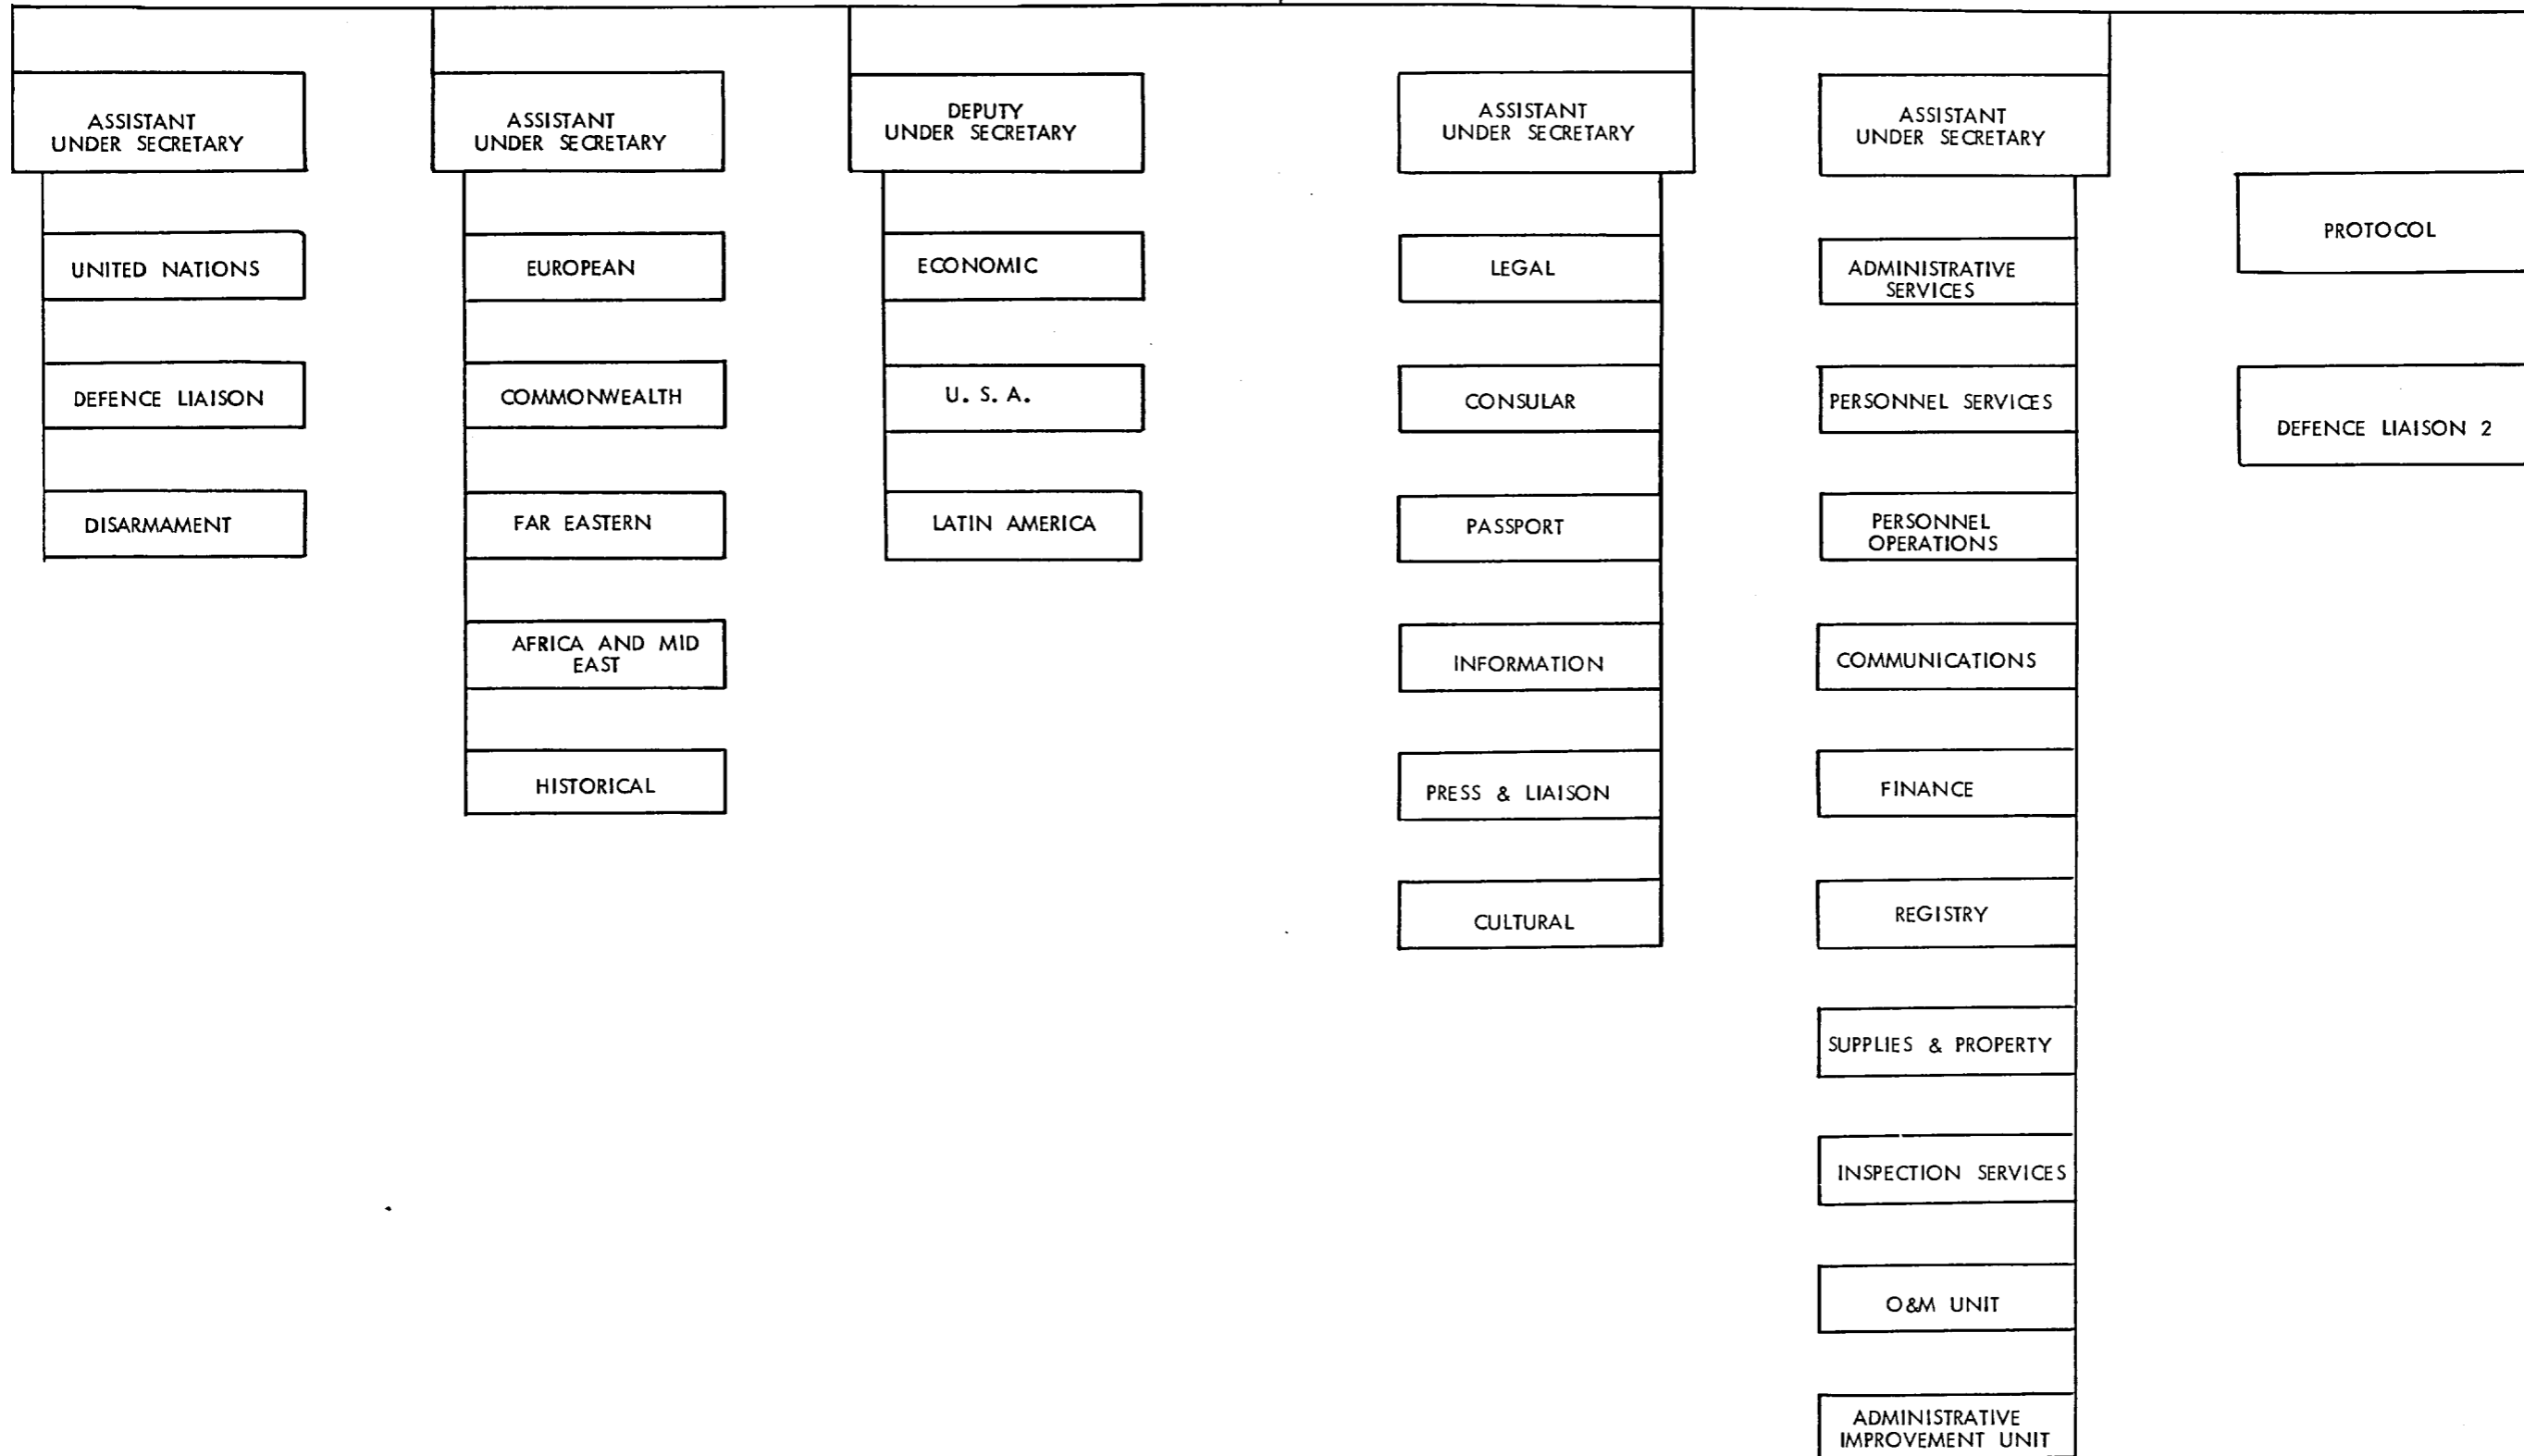 ASSISTANT
UNDER SECRETARY
UNITED NATIONS
DEFENCE LIAISON
DISARMAMENT
ASSISTANT
UNDER SECRETARY
EUROPEAN
COMMONWEALTH
FAR EASTERN
AFRICA AND MID
EAST
HISTORICAL
DEPUTY
UNDER SECRETARY
ECONOMIC
U. S. A.
LATIN AMERICA
ASSISTANT
UNDER SECRETARY
LEGAL
CONSULAR
PASSPORT
INFORMATION
PRESS & LIAISON
CULTURAL
ASSISTANT
UNDER SECRETARY
ADMINISTRATIVE
SERVICES
PERSONNEL SERVICES
PERSONNEL
OPERATIONS
COMMUNICATIONS
FINANCE
REGISTRY
SUPPLIES & PROPERTY
INSPECTION SERVICES
O&M UNIT
ADMINISTRATIVE
IMPROVEMENT UNIT
PROTOCOL
DEFENCE LIAISON 2